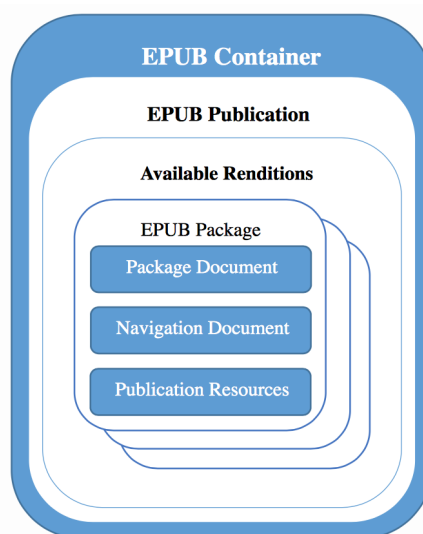 EPUB Container
EPUB Publication
Available Renditions
EPUB Package
Package Document
Navigation Document
Publication Resources